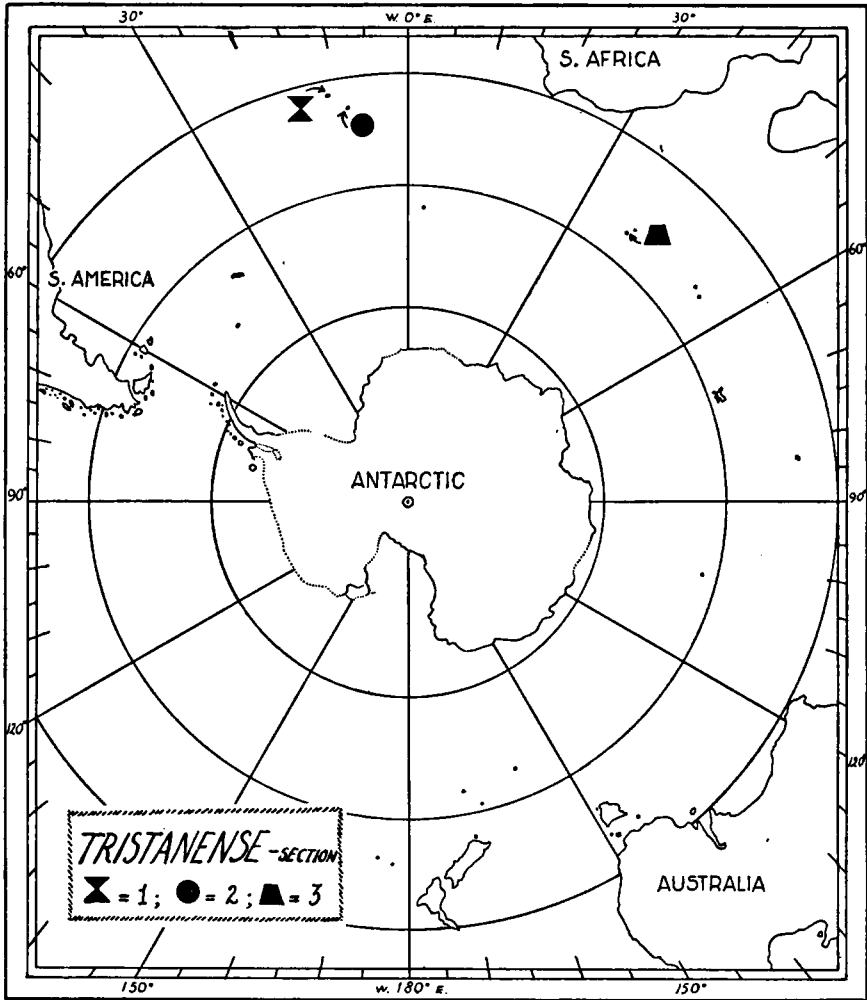 30° W. 0° E. 30°
S. AFRICA
60° S. AMERICA 60°
ANTARCTIC
90° 90°
120° 120°
TRISTANENSE - SECTION
= 1; = 2; = 3
AUSTRALIA
150° W. 180° E. 150°